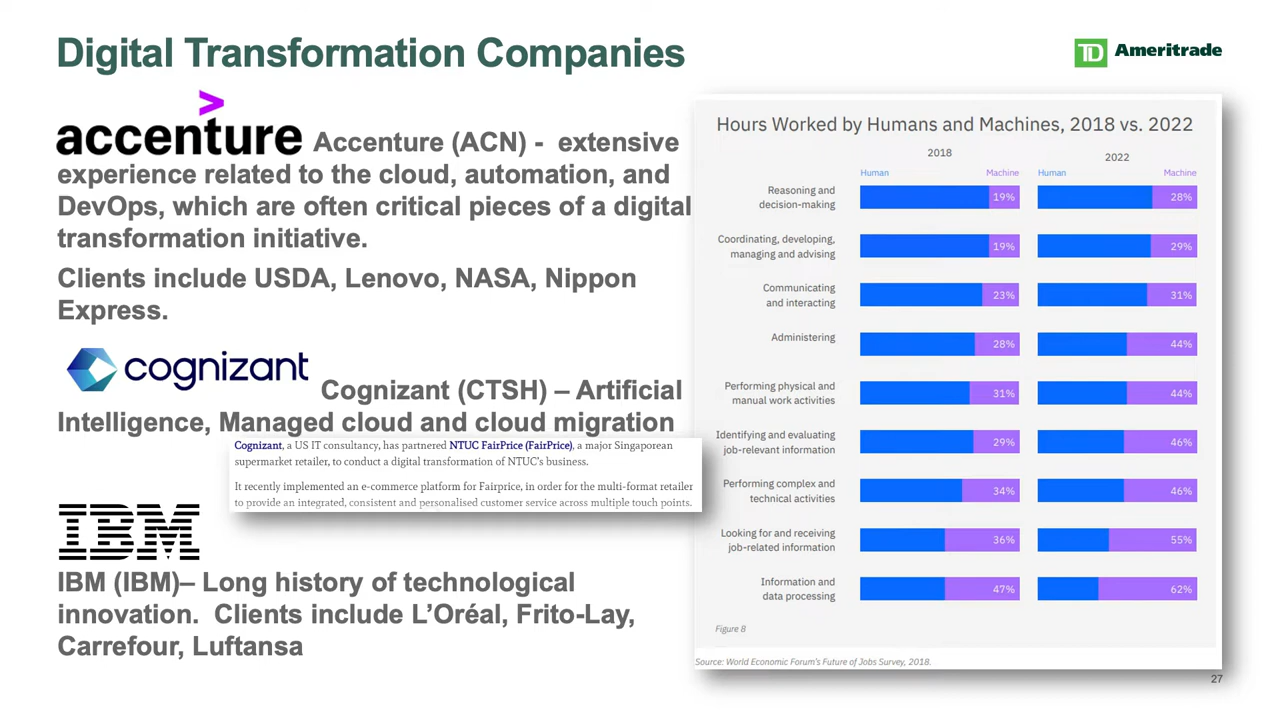 Digital Transformation Companies
TD Ameritrade
accenture Accenture (ACN) - extensive
experience related to the cloud, automation, and
DevOps, which are often critical pieces of a digital
transformation initiative.
Clients include USDA, Lenovo, NASA, Nippon
Express.
cognizant Cognizant (CTSH) – Artificial
Intelligence, Managed cloud and cloud migration
Cognizant, a US IT consultancy, has partnered NTUC FairPrice (FairPrice), a major Singaporean
supermarket retailer, to conduct a digital transformation of NTUC's business.
It recently implemented an e-commerce platform for Fairprice, in order for the multi-format retailer
to provide an integrated, consistent and personalised customer service across multiple touch points.
IBM
IBM (IBM)– Long history of technological
innovation. Clients include L’Oréal, Frito-Lay,
Carrefour, Luftansa
Hours Worked by Humans and Machines, 2018 vs. 2022
2018 2022
Human Machine Human Machine
Reasoning and
decision-making 19% 28%
Coordinating, developing,
managing and advising 19% 29%
Communicating
and interacting 23% 31%
Administering 28% 44%
Performing physical and
manual work activities 31% 44%
Identifying and evaluating
job-relevant information 29% 46%
Performing complex and
technical activities 34% 46%
Looking for and receiving
job-related information 36% 55%
Information and
data processing 47% 62%
Figure 8
Source: World Economic Forum's Future of Jobs Survey, 2018.
27